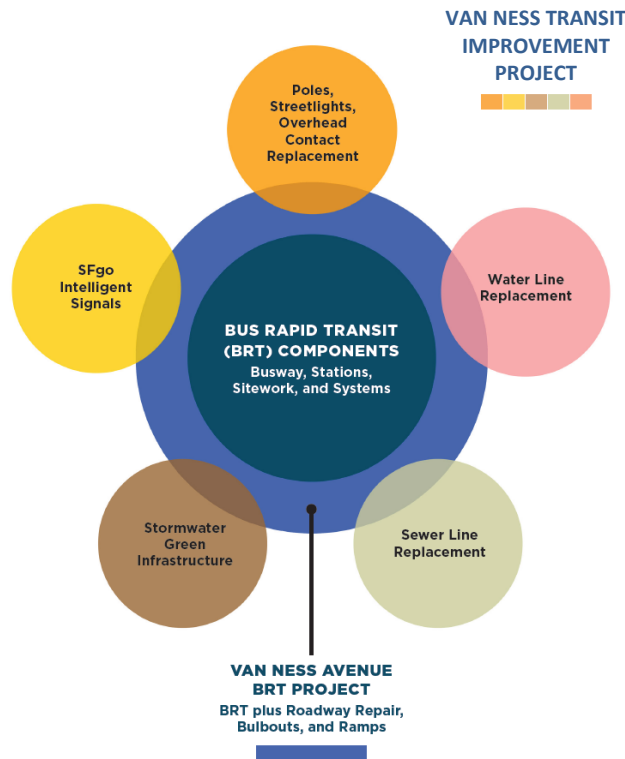 VAN NESS TRANSIT
IMPROVEMENT
PROJECT
Poles,
Streetlights,
Overhead
Contact
Replacement
SFgo
Intelligent
Signals
Water Line
Replacement
BUS RAPID TRANSIT
(BRT) COMPONENTS
Busway, Stations,
Sitework, and Systems
Stormwater
Green
Infrastructure
Sewer Line
Replacement
VAN NESS AVENUE
BRT PROJECT
BRT plus Roadway Repair,
Bulbouts, and Ramps